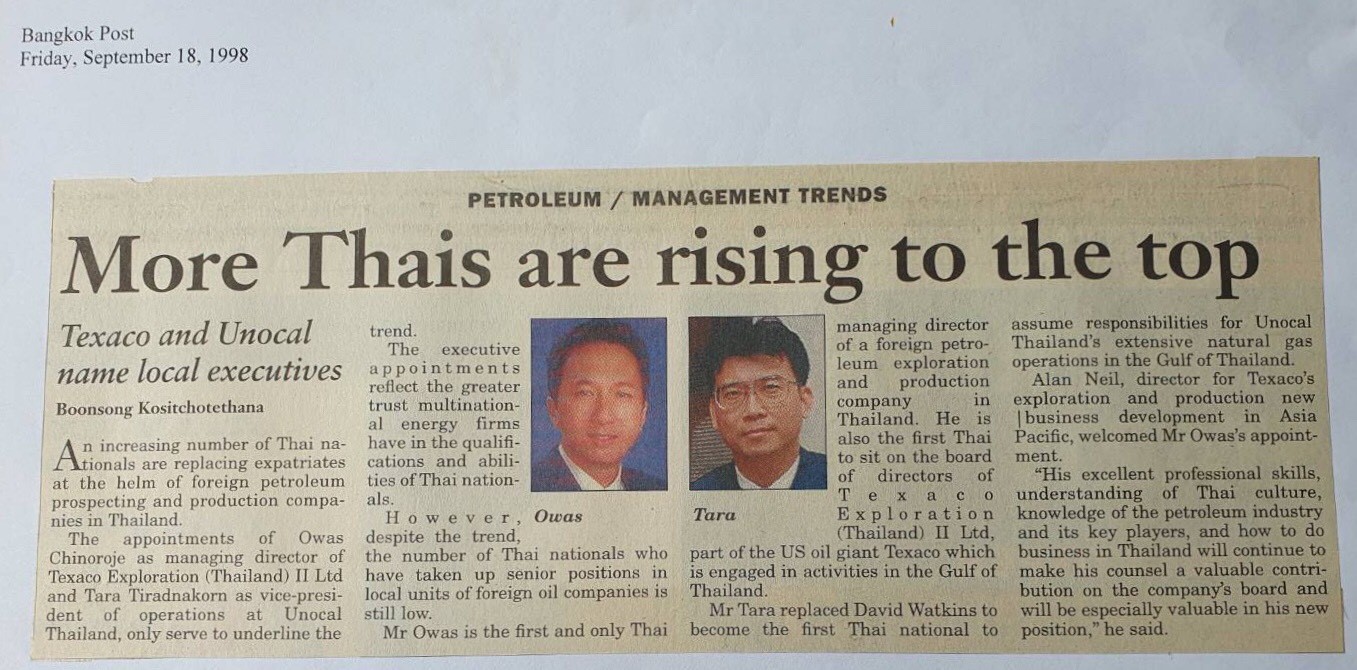 Bangkok Post
Friday, September 18, 1998
PETROLEUM / MANAGEMENT TRENDS
More Thais are rising to the top
Texaco and Unocal
name local executives
Boonsong Kositchotethana
An increasing number of Thai na-
tionals are replacing expatriates
at the helm of foreign petroleum
prospecting and production compa-
nies in Thailand.
The appointments of Owas
Chinoroje as managing director of
Texaco Exploration (Thailand) II Ltd
and Tara Tiradnakorn as vice-presi-
dent of operations at Unocal
Thailand, only serve to underline the
trend.
The executive
appointments
reflect the greater
trust multination-
al energy firms
have in the qualifi-
cations and abili-
ties of Thai nation-
als.
However,
despite the trend,
the number of Thai nationals who
have taken up senior positions in
local units of foreign oil companies is
still low.
Mr Owas is the first and only Thai
Owas
Tara
managing director
of a foreign petro-
leum exploration
and production
company in
Thailand. He is
also the first Thai
to sit on the board
of directors of
Texaco
Exploration
(Thailand) II Ltd,
part of the US oil giant Texaco which
is engaged in activities in the Gulf of
Thailand.
Mr Tara replaced David Watkins to
become the first Thai national to
assume responsibilities for Unocal
Thailand's extensive natural gas
operations in the Gulf of Thailand.
Alan Neil, director for Texaco's
exploration and production new
|business development in Asia
Pacific, welcomed Mr Owas's appoint-
ment.
"His excellent professional skills,
understanding of Thai culture,
knowledge of the petroleum industry
and its key players, and how to do
business in Thailand will continue to
make his counsel a valuable contri-
bution on the company's board and
will be especially valuable in his new
position," he said.